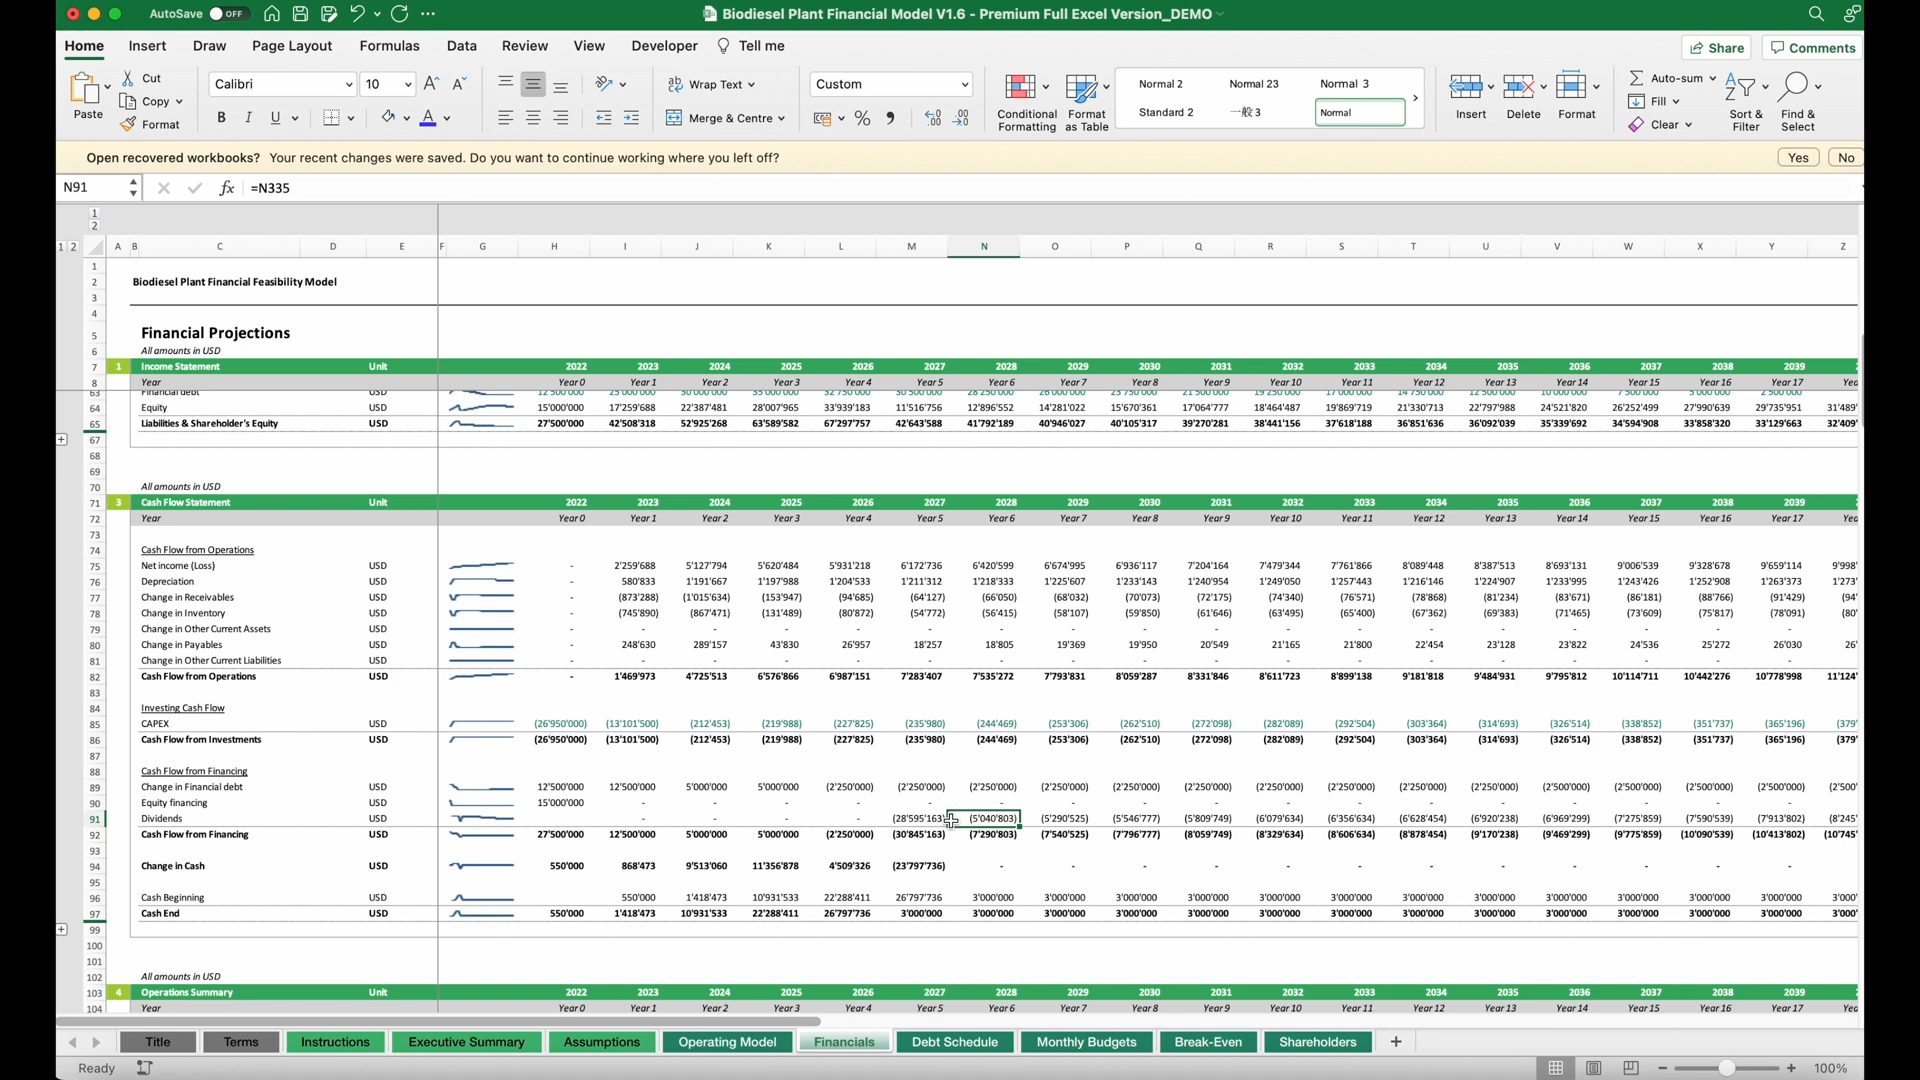 AutoSave OFF Biodiesel Plant Financial Model V1.6 - Premium Full Excel Version_DEMO
Home Insert Draw Page Layout Formulas Data Review View Developer Tell me Share Comments
Paste Cut Copy Format Calibri 10 Wrap Text Merge & Centre Custom Conditional Formatting Format as Table Normal 2 Normal 23 Normal 3 Standard 2 一般 3 Normal Insert Delete Format Auto-sum Fill Clear Sort & Filter Find & Select
Open recovered workbooks? Your recent changes were saved. Do you want to continue working where you left off? Yes No
N91 fx =N335
1
2
1 2 A B C D E F G H I J K L M N O P Q R S T U V W X Y Z
1
2 Biodiesel Plant Financial Feasibility Model
3
4
5 Financial Projections
6 All amounts in USD
7 1 Income Statement Unit 2022 2023 2024 2025 2026 2027 2028 2029 2030 2031 2032 2033 2034 2035 2036 2037 2038 2039
8 Year Year 0 Year 1 Year 2 Year 3 Year 4 Year 5 Year 6 Year 7 Year 8 Year 9 Year 10 Year 11 Year 12 Year 13 Year 14 Year 15 Year 16 Year 17 Yea
63 Financial debt USD 12'500'000 25'000'000 30'000'000 35'000'000 32'750'000 30'500'000 28'250'000 26'000'000 23'750'000 21'500'000 19'250'000 17'000'000 14'750'000 12'500'000 10'000'000 7'500'000 5'000'000 2'500'000
64 Equity USD 15'000'000 17'259'688 22'387'481 28'007'965 33'939'183 11'516'756 12'896'552 14'281'022 15'670'361 17'064'777 18'464'487 19'869'719 21'330'713 22'797'988 24'521'820 26'252'499 27'990'639 29'735'951 31'489'
65 Liabilities & Shareholder's Equity USD 27'500'000 42'508'318 52'925'268 63'589'582 67'297'757 42'643'588 41'792'189 40'946'027 40'105'317 39'270'281 38'441'156 37'618'188 36'851'636 36'092'039 35'339'692 34'594'908 33'858'320 33'129'663 32'409'
67
68
69
70 All amounts in USD
71 3 Cash Flow Statement Unit 2022 2023 2024 2025 2026 2027 2028 2029 2030 2031 2032 2033 2034 2035 2036 2037 2038 2039
72 Year Year 0 Year 1 Year 2 Year 3 Year 4 Year 5 Year 6 Year 7 Year 8 Year 9 Year 10 Year 11 Year 12 Year 13 Year 14 Year 15 Year 16 Year 17 Yea
73
74 Cash Flow from Operations
75 Net income (Loss) USD - 2'259'688 5'127'794 5'620'484 5'931'218 6'172'736 6'420'599 6'674'995 6'936'117 7'204'164 7'479'344 7'761'866 8'089'448 8'387'513 8'693'131 9'006'539 9'328'678 9'659'114 9'998'
76 Depreciation USD - 580'833 1'191'667 1'197'988 1'204'533 1'211'312 1'218'333 1'225'607 1'233'143 1'240'954 1'249'050 1'257'443 1'216'146 1'224'907 1'233'995 1'243'426 1'252'908 1'263'373 1'273'
77 Change in Receivables USD - (873'288) (1'015'634) (153'947) (94'685) (64'127) (66'050) (68'032) (70'073) (72'175) (74'340) (76'571) (78'868) (81'234) (83'671) (86'181) (88'766) (91'429) (94'
78 Change in Inventory USD - (745'890) (867'471) (131'489) (80'872) (54'772) (56'415) (58'107) (59'850) (61'646) (63'495) (65'400) (67'362) (69'383) (71'465) (73'609) (75'817) (78'091) (80'
79 Change in Other Current Assets USD - - - - - - - - - - - - - - - - - -
80 Change in Payables USD - 248'630 289'157 43'830 26'957 18'257 18'805 19'369 19'950 20'549 21'165 21'800 22'454 23'128 23'822 24'536 25'272 26'030 26'
81 Change in Other Current Liabilities USD - - - - - - - - - - - - - - - - - -
82 Cash Flow from Operations USD - 1'469'973 4'725'513 6'576'866 6'987'151 7'283'407 7'535'272 7'793'831 8'059'287 8'331'846 8'611'723 8'899'138 9'181'818 9'484'931 9'795'812 10'114'711 10'442'276 10'778'998 11'124'
83
84 Investing Cash Flow
85 CAPEX USD (26'950'000) (13'101'500) (212'453) (219'988) (227'825) (235'980) (244'469) (253'306) (262'510) (272'098) (282'089) (292'504) (303'364) (314'693) (326'514) (338'852) (351'737) (365'196) (379'
86 Cash Flow from Investments USD (26'950'000) (13'101'500) (212'453) (219'988) (227'825) (235'980) (244'469) (253'306) (262'510) (272'098) (282'089) (292'504) (303'364) (314'693) (326'514) (338'852) (351'737) (365'196) (379'
87
88 Cash Flow from Financing
89 Change in Financial debt USD 12'500'000 12'500'000 5'000'000 5'000'000 (2'250'000) (2'250'000) (2'250'000) (2'250'000) (2'250'000) (2'250'000) (2'250'000) (2'250'000) (2'250'000) (2'250'000) (2'500'000) (2'500'000) (2'500'000) (2'500'000) (2'500'
90 Equity financing USD 15'000'000 - - - - - - - - - - - - - - - - -
91 Dividends USD - - - - (28'595'163) (5'040'803) (5'290'525) (5'546'777) (5'809'749) (6'079'634) (6'356'634) (6'628'454) (6'920'238) (6'969'299) (7'275'859) (7'590'539) (7'913'802) (8'245'
92 Cash Flow from Financing USD 27'500'000 12'500'000 5'000'000 5'000'000 (2'250'000) (30'845'163) (7'290'803) (7'540'525) (7'796'777) (8'059'749) (8'329'634) (8'606'634) (8'878'454) (9'170'238) (9'469'299) (9'775'859) (10'090'539) (10'413'802) (10'745'
93
94 Change in Cash USD 550'000 868'473 9'513'060 11'356'878 4'509'326 (23'797'736) - - - - - - - - - - - -
95
96 Cash Beginning USD 550'000 1'418'473 10'931'533 22'288'411 26'797'736 3'000'000 3'000'000 3'000'000 3'000'000 3'000'000 3'000'000 3'000'000 3'000'000 3'000'000 3'000'000 3'000'000 3'000'000 3'000'
97 Cash End USD 550'000 1'418'473 10'931'533 22'288'411 26'797'736 3'000'000 3'000'000 3'000'000 3'000'000 3'000'000 3'000'000 3'000'000 3'000'000 3'000'000 3'000'000 3'000'000 3'000'000 3'000'000 3'000'
99
100
101
102 All amounts in USD
103 4 Operations Summary Unit 2022 2023 2024 2025 2026 2027 2028 2029 2030 2031 2032 2033 2034 2035 2036 2037 2038 2039
104 Year Year 0 Year 1 Year 2 Year 3 Year 4 Year 5 Year 6 Year 7 Year 8 Year 9 Year 10 Year 11 Year 12 Year 13 Year 14 Year 15 Year 16 Year 17 Yea
Title Terms Instructions Executive Summary Assumptions Operating Model Financials Debt Schedule Monthly Budgets Break-Even Shareholders
Ready 100%